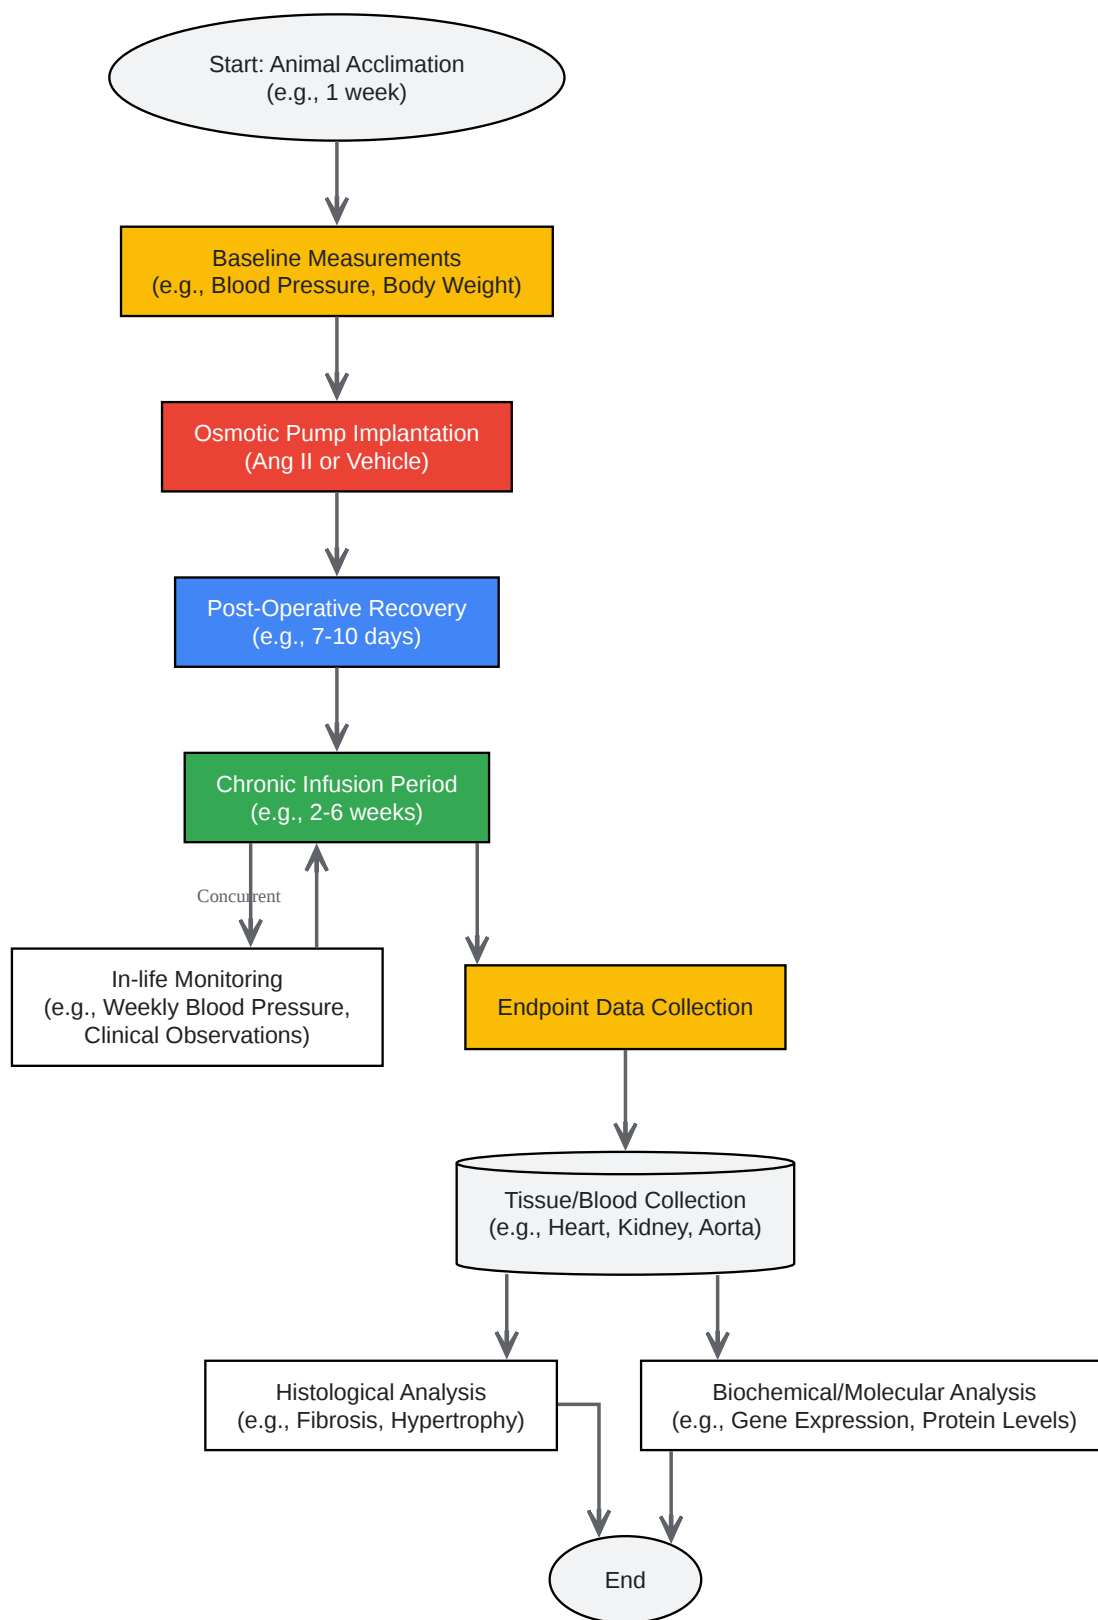 Start: Animal Acclimation
(e.g., 1 week)
Baseline Measurements
(e.g., Blood Pressure, Body Weight)
Osmotic Pump Implantation
(Ang II or Vehicle)
Post-Operative Recovery
(e.g., 7-10 days)
Chronic Infusion Period
(e.g., 2-6 weeks)
Concurrent
In-life Monitoring
(e.g., Weekly Blood Pressure,
Clinical Observations)
Endpoint Data Collection
Tissue/Blood Collection
(e.g., Heart, Kidney, Aorta)
Histological Analysis
(e.g., Fibrosis, Hypertrophy)
Biochemical/Molecular Analysis
(e.g., Gene Expression, Protein Levels)
End